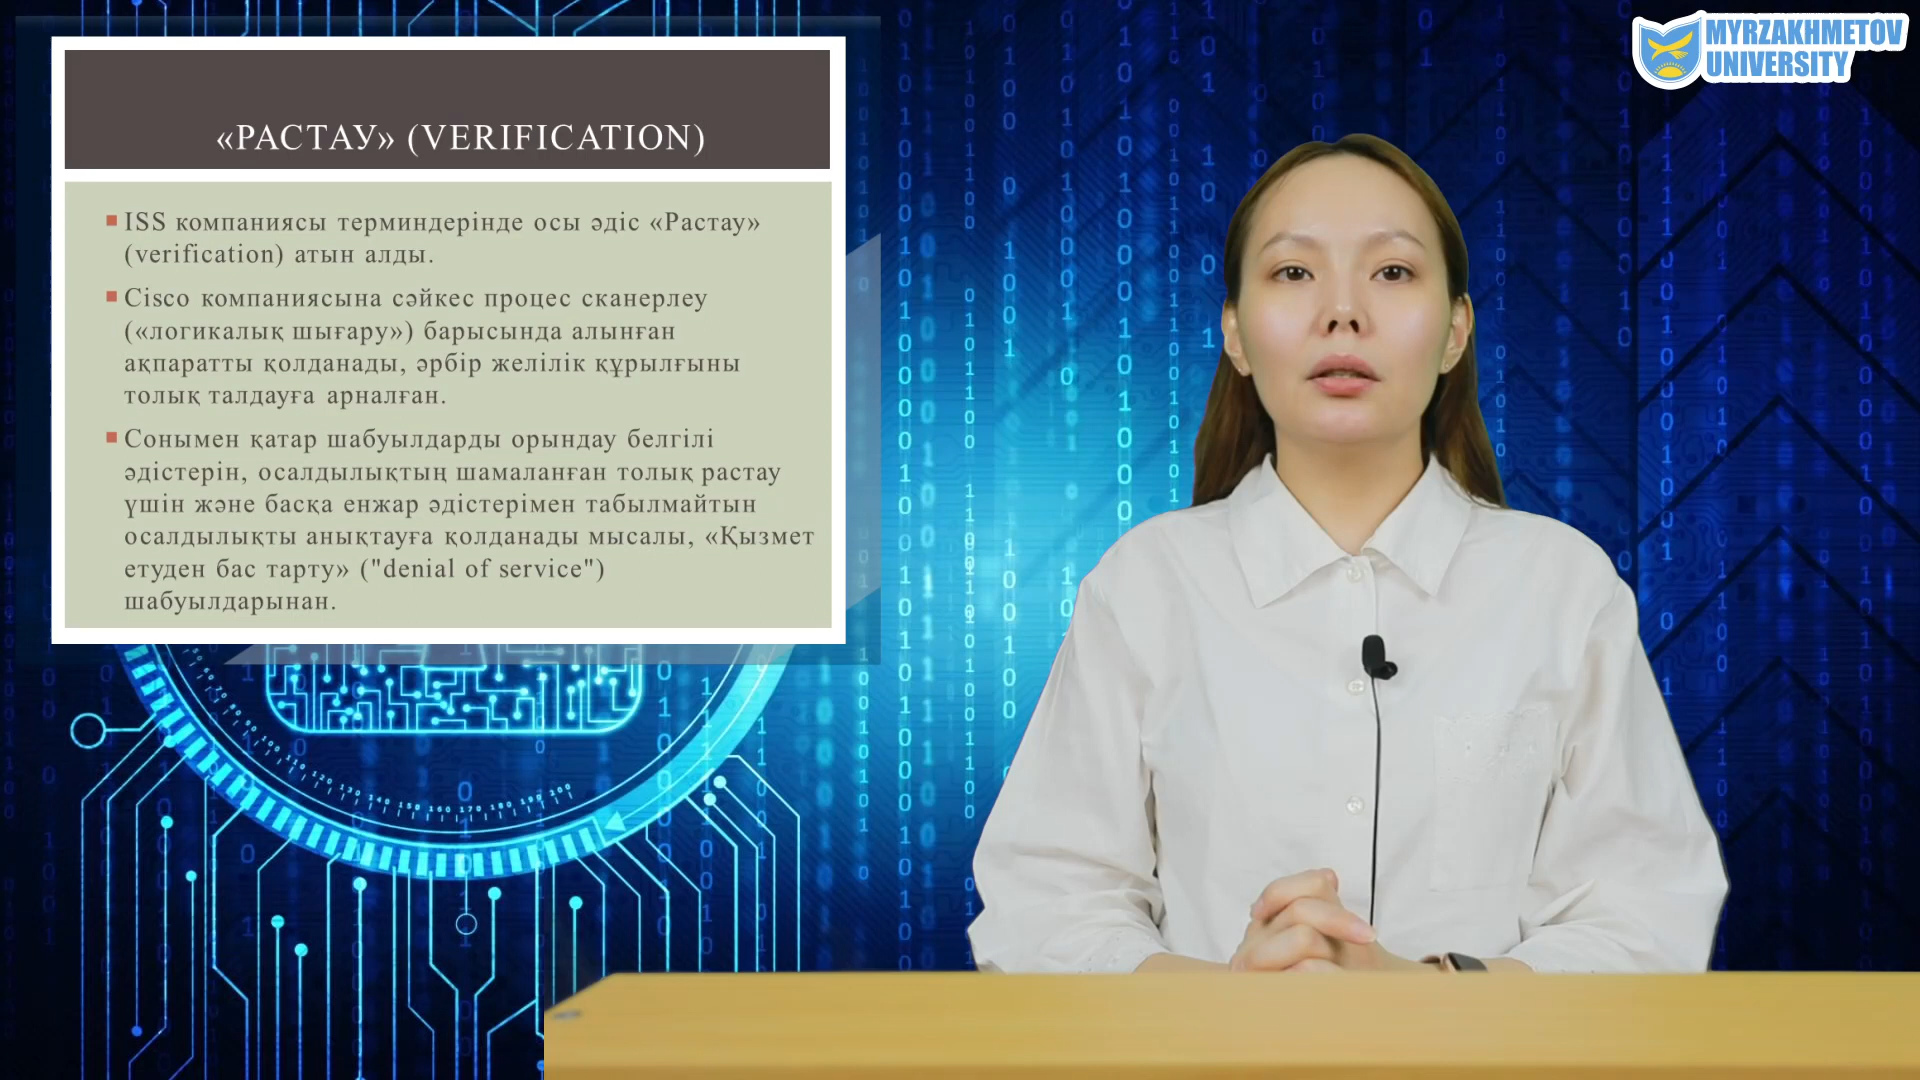 «РАСТАУ» (VERIFICATION)
ISS компаниясы терминдерінде осы әдіс «Растау»
(verification) атын алды.
Cisco компаниясына сәйкес процес сканерлеу
(«логикалық шығару») барысында алынған
ақпаратты қолданады, әрбір желілік құрылғыны
толық талдауға арналған.
Сонымен қатар шабуылдарды орындау белгілі
әдістерін, осалдылықтың шамаланған толық растау
үшін және басқа енжар әдістерімен табылмайтын
осалдылықты анықтауға қолданады мысалы, «Қызмет
етуден бас тарту» ("denial of service")
шабуылдарынан.
MYRZAKHMETOV
UNIVERSITY